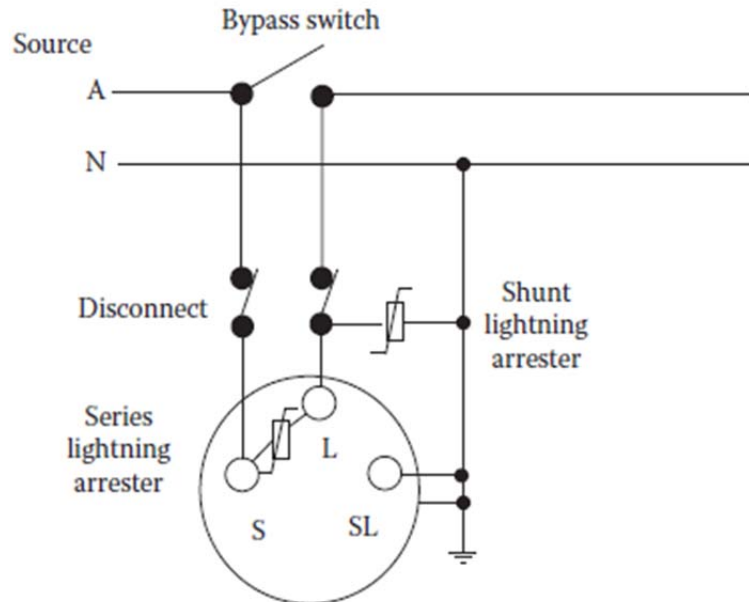 Bypass switch
Source
A
N
Disconnect
Shunt
lightning
arrester
Series
lightning
arrester
L
S
SL